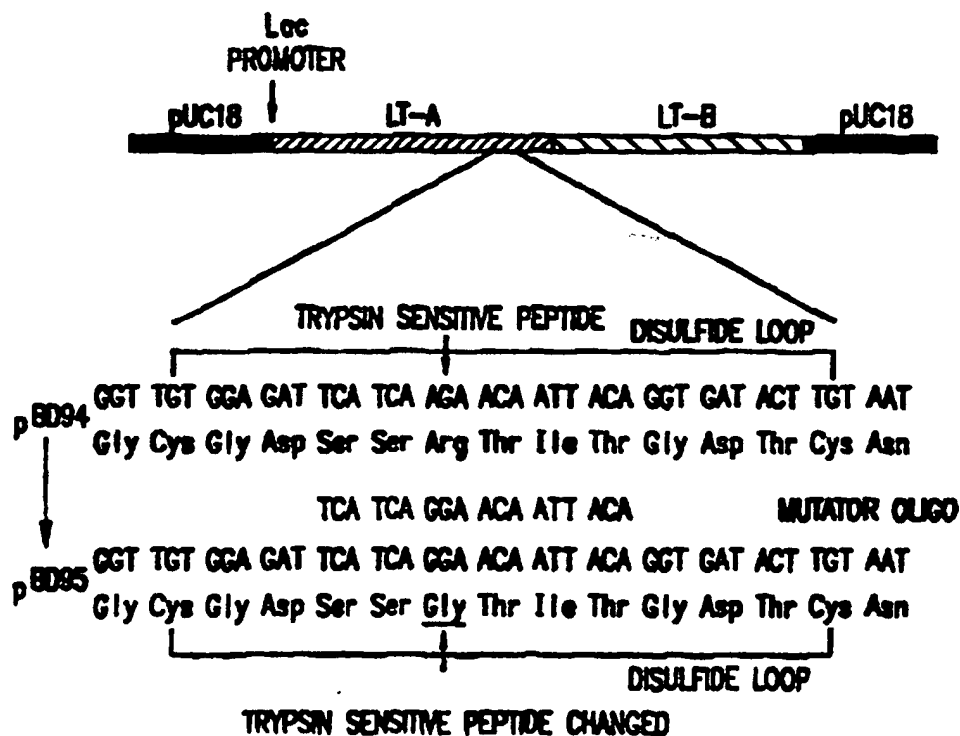 Lac
PROMOTER
pUC18 LT-A LT-B pUC18
TRYPSIN SENSITIVE PEPTIDE
DISULFIDE LOOP
GGT TGT GGA GAT TCA TCA AGA ACA ATT ACA GGT GAT ACT TGT AAT
pBD94
Gly Cys Gly Asp Ser Ser Arg Thr Ile Thr Gly Asp Thr Cys Asn
TCA TCA GGA ACA ATT ACA MUTATOR OLIGO
GGT TGT GGA GAT TCA TCA GGA ACA ATT ACA GGT GAT ACT TGT AAT
pBD95
Gly Cys Gly Asp Ser Ser Gly Thr Ile Thr Gly Asp Thr Cys Asn
DISULFIDE LOOP
TRYPSIN SENSITIVE PEPTIDE CHANGED